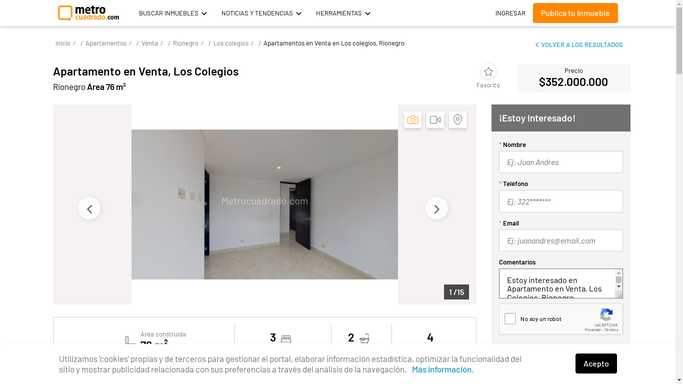 metro
cuadrado.com
BUSCAR INMUEBLES
NOTICIAS Y TENDENCIAS
HERRAMIENTAS
INGRESAR
Publica tu Inmueble
Inicio / / Apartamentos / / Venta / / Rionegro / / Los colegios / / Apartamentos en Venta en Los colegios, Rionegro
VOLVER A LOS RESULTADOS
Apartamento en Venta, Los Colegios
Rionegro Area 76 m²
Favorito
Precio
$352.000.000
Metrocuadrado.com
1 / 15
¡Estoy Interesado!
* Nombre
Ej: Juan Andres
* Telefono
Ej: 322*******
* Email
Ej: juanandres@email.com
Comentarios
Estoy interesado en
Apartamento en Venta, Los
Colegios, Rionegro
No soy un robot
reCAPTCHA
Privacidad - Términos
Área construida
76 m²
3
2
4
Utilizamos 'cookies' propias y de terceros para gestionar el portal, elaborar información estadística, optimizar la funcionalidad del
sitio y mostrar publicidad relacionada con sus preferencias a través del análisis de la navegación. Más información.
Acepto